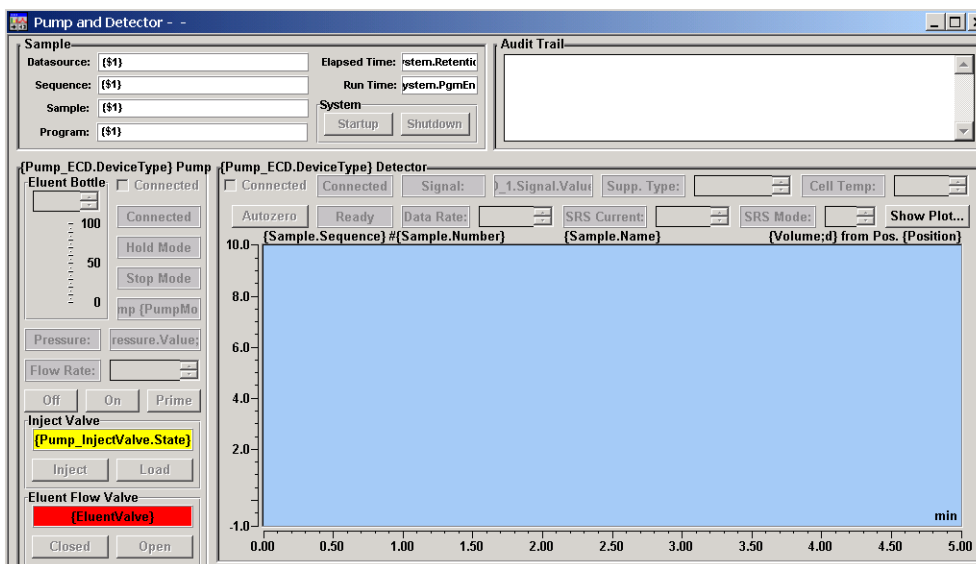 Pump and Detector - -
Sample
Datasource: {$1}
Sequence: {$1}
Sample: {$1}
Program: {$1}
Elapsed Time: ystem.Retentic
Run Time: ystem.PgmEn
System
Startup Shutdown
Audit Trail
{Pump_ECD.DeviceType} Pump
Eluent Bottle
Connected
100
50
0
Connected
Hold Mode
Stop Mode
mp {PumpMo
Pressure: ressure.Value;
Flow Rate:
Off On Prime
Inject Valve
{Pump_InjectValve.State}
Inject Load
Eluent Flow Valve
{EluentValve}
Closed Open
{Pump_ECD.DeviceType} Detector
Connected Connected Signal: D_1.Signal.Valu Supp. Type: Cell Temp:
Autozero Ready Data Rate: SRS Current: SRS Mode: Show Plot...
{Sample.Sequence} #{Sample.Number} {Sample.Name} {Volume;d} from Pos. {Position}
10.0
8.0
6.0
4.0
2.0
-1.0
min
0.00 0.50 1.00 1.50 2.00 2.50 3.00 3.50 4.00 4.50 5.00